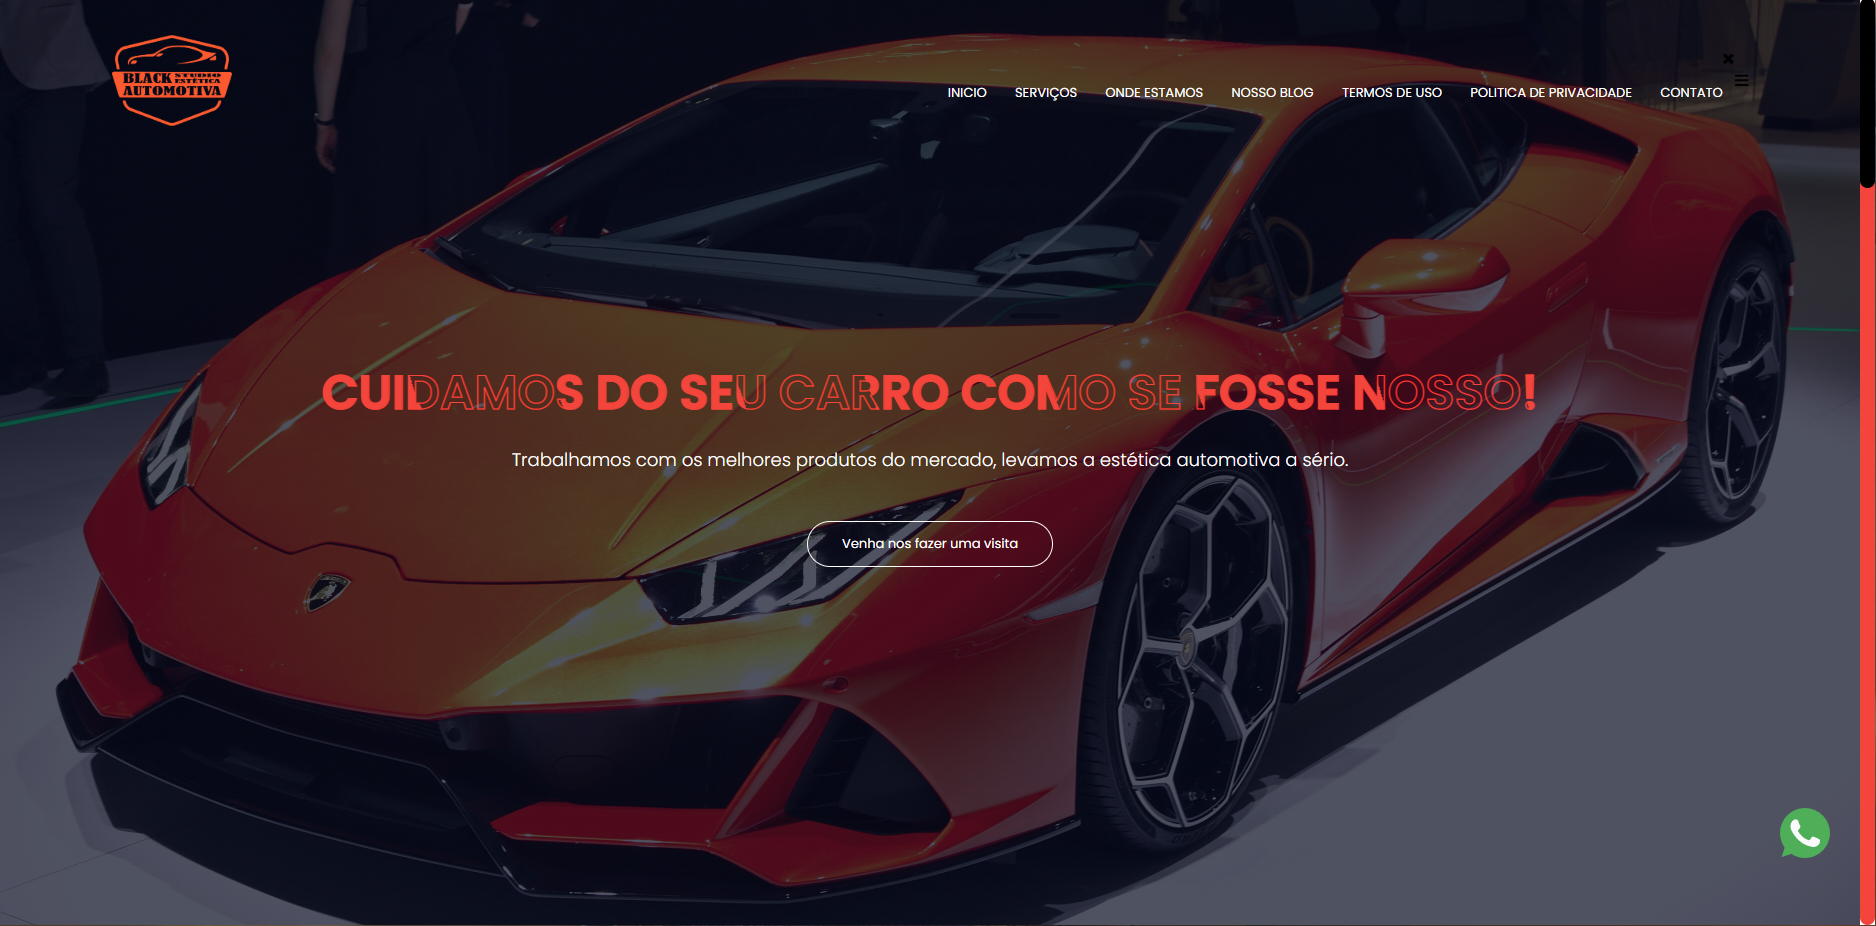 BLACK STUDIO ESTÉTICA
AUTOMOTIVA
INICIO SERVIÇOS ONDE ESTAMOS NOSSO BLOG TERMOS DE USO POLITICA DE PRIVACIDADE CONTATO
CUIDAMOS DO SEU CARRO COMO SE FOSSE NOSSO!
Trabalhamos com os melhores produtos do mercado, levamos a estética automotiva a sério.
Venha nos fazer uma visita